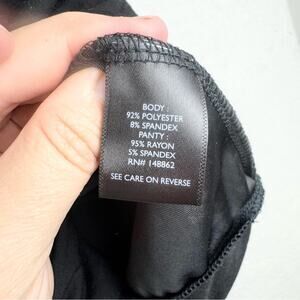 BODY:
92% POLYESTER
8% SPANDEX
PANTY:
95% RAYON
5% SPANDEX
RN# 148862
SEE CARE ON REVERSE